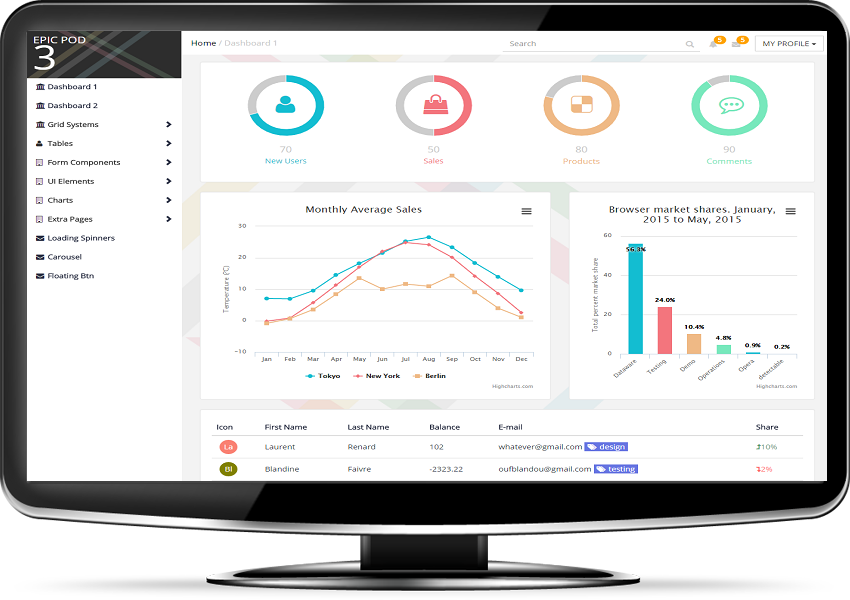 EPIC POD
3
Home / Dashboard 1
Search
5
5
MY PROFILE
Dashboard 1
Dashboard 2
Grid Systems
Tables
Form Components
UI Elements
Charts
Extra Pages
Loading Spinners
Carousel
Floating Btn
70
New Users
50
Sales
80
Products
90
Comments
Monthly Average Sales
Temperature (°C)
30
20
10
0
-10
Jan Feb Mar Apr May Jun Jul Aug Sep Oct Nov Dec
Tokyo New York Berlin
Highcharts.com
Browser market shares. January,
2015 to May, 2015
Total percent market share
60
40
20
0
56.3%
24.0%
10.4%
4.8%
0.9%
0.2%
Dataware Testing Demo Operations Opera detectable
Highcharts.com
Icon First Name Last Name Balance E-mail Share
La Laurent Renard 102 whatever@gmail.com design 10%
Bl Blandine Faivre -2323.22 oufblandou@gmail.com testing 2%